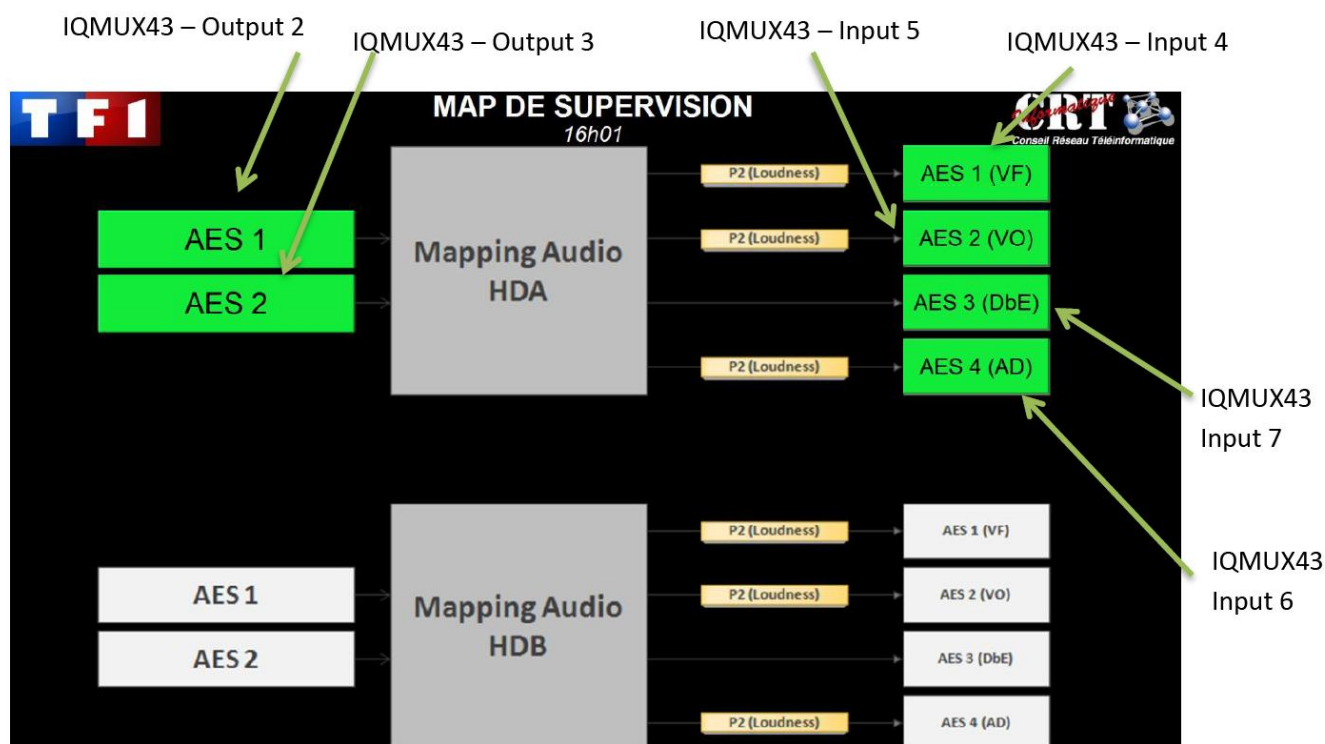 IQMUX43 – Output 2
IQMUX43 – Output 3
IQMUX43 – Input 5
IQMUX43 – Input 4
TF1
MAP DE SUPERVISION
16h01
Informatique
CRT
Conseil Réseau Téléinformatique
P2 (Loudness)
AES 1 (VF)
AES 1
Mapping Audio
HDA
P2 (Loudness)
AES 2 (VO)
AES 2
AES 3 (DbE)
P2 (Loudness)
AES 4 (AD)
IQMUX43
Input 7
P2 (Loudness)
AES 1 (VF)
IQMUX43
Input 6
AES 1
Mapping Audio
HDB
P2 (Loudness)
AES 2 (VO)
AES 2
AES 3 (DbE)
P2 (Loudness)
AES 4 (AD)